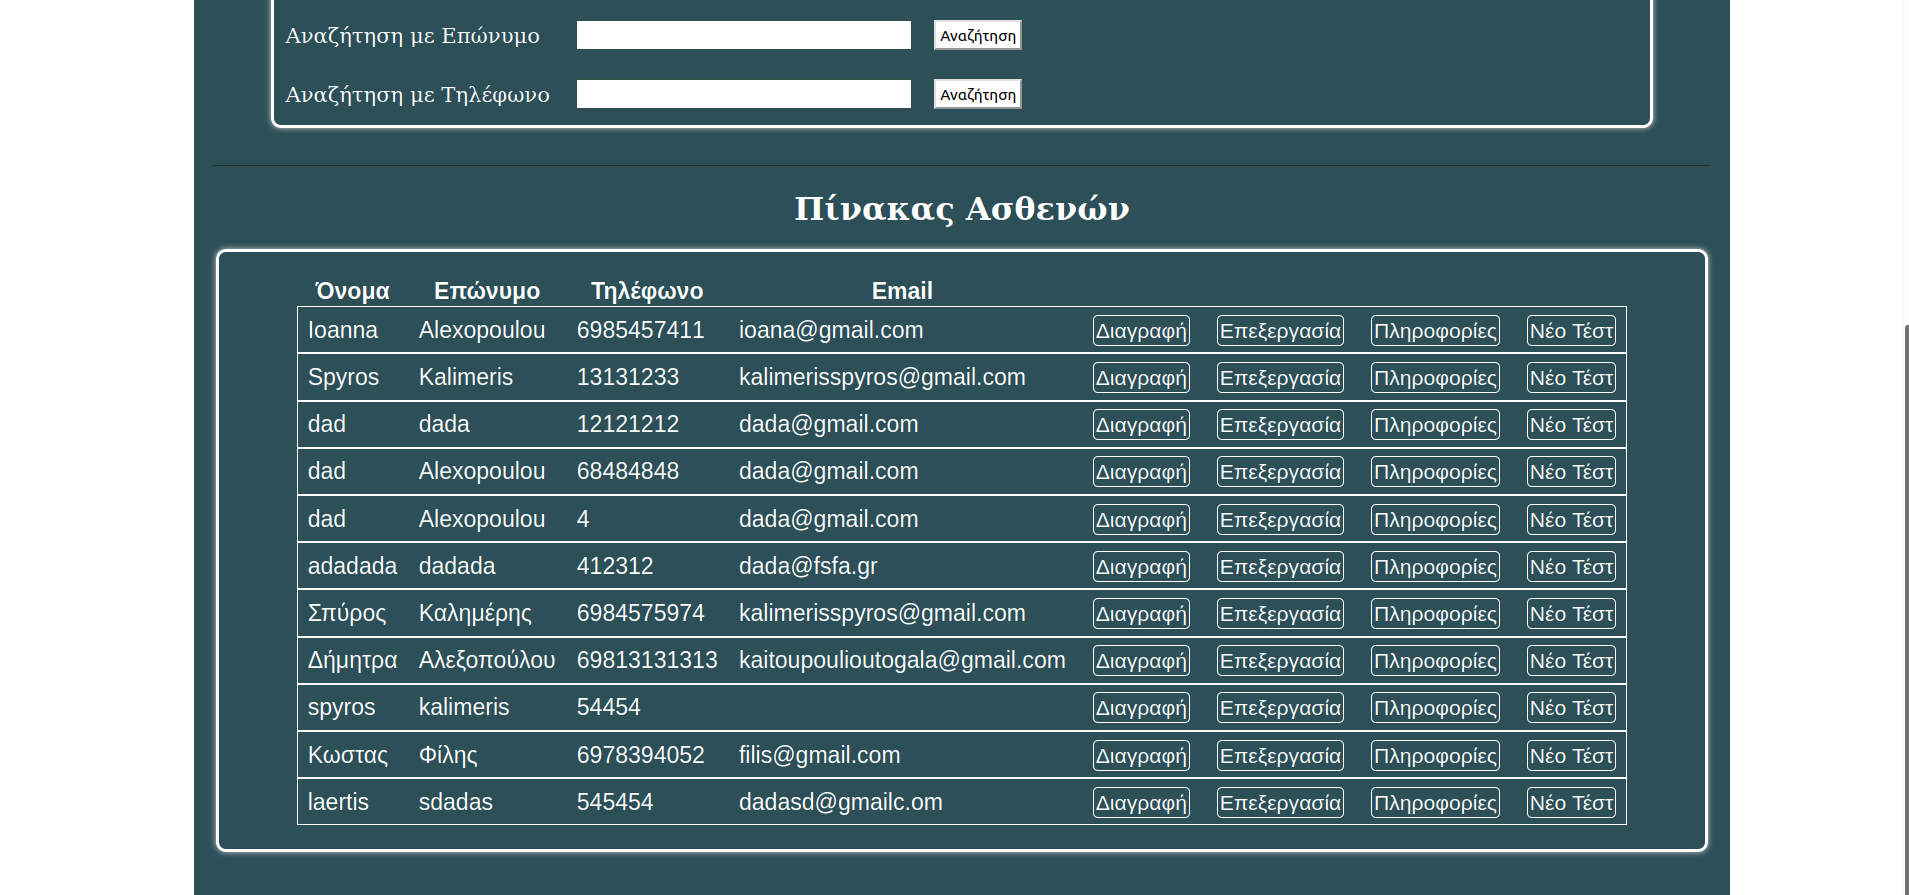 Αναζήτηση με Επώνυμο Αναζήτηση
Αναζήτηση με Τηλέφωνο Αναζήτηση
Πίνακας Ασθενών
Όνομα Επώνυμο Τηλέφωνο Email
Ioanna Alexopoulou 6985457411 ioana@gmail.com Διαγραφή Επεξεργασία Πληροφορίες Νέο Τέστ
Spyros Kalimeris 13131233 kalimerisspyros@gmail.com Διαγραφή Επεξεργασία Πληροφορίες Νέο Τέστ
dad dada 12121212 dada@gmail.com Διαγραφή Επεξεργασία Πληροφορίες Νέο Τέστ
dad Alexopoulou 68484848 dada@gmail.com Διαγραφή Επεξεργασία Πληροφορίες Νέο Τέστ
dad Alexopoulou 4 dada@gmail.com Διαγραφή Επεξεργασία Πληροφορίες Νέο Τέστ
adadada dadada 412312 dada@fsfa.gr Διαγραφή Επεξεργασία Πληροφορίες Νέο Τέστ
Σπύρος Καλημέρης 6984575974 kalimerisspyros@gmail.com Διαγραφή Επεξεργασία Πληροφορίες Νέο Τέστ
Δήμητρα Αλεξοπούλου 69813131313 kaitoupoulioutogala@gmail.com Διαγραφή Επεξεργασία Πληροφορίες Νέο Τέστ
spyros kalimeris 54454 Διαγραφή Επεξεργασία Πληροφορίες Νέο Τέστ
Κωστας Φίλης 6978394052 filis@gmail.com Διαγραφή Επεξεργασία Πληροφορίες Νέο Τέστ
laertis sdadas 545454 dadasd@gmailc.om Διαγραφή Επεξεργασία Πληροφορίες Νέο Τέστ